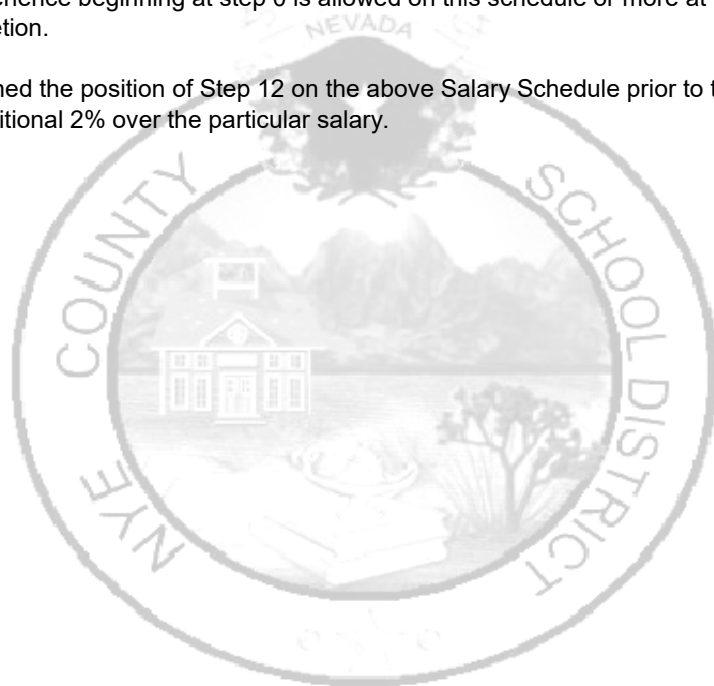 erience beginning at step 0 is allowed on this schedule or more at
etion.
ned the position of Step 12 on the above Salary Schedule prior to t
itional 2% over the particular salary.
NEVADA
NYE COUNTY SCHOOL DISTRICT